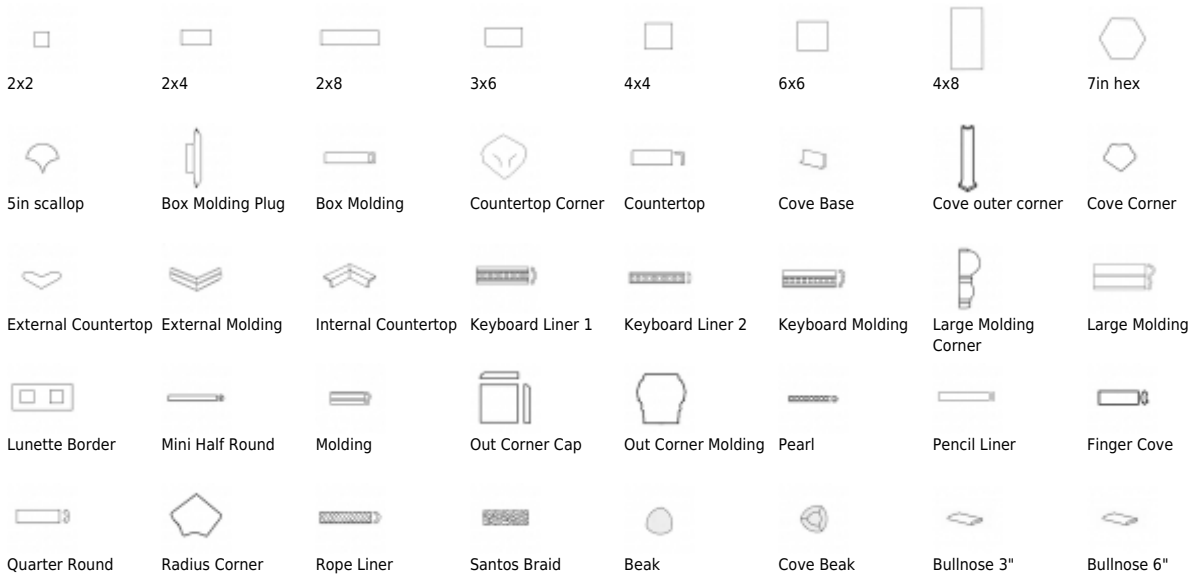 2x2
2x4
2x8
3x6
4x4
6x6
4x8
7in hex
5in scallop
Box Molding Plug
Box Molding
Countertop Corner
Countertop
Cove Base
Cove outer corner
Cove Corner
External Countertop
External Molding
Internal Countertop
Keyboard Liner 1
Keyboard Liner 2
Keyboard Molding
Large Molding
Corner
Large Molding
Lunette Border
Mini Half Round
Molding
Out Corner Cap
Out Corner Molding
Pearl
Pencil Liner
Finger Cove
Quarter Round
Radius Corner
Rope Liner
Santos Braid
Beak
Cove Beak
Bullnose 3"
Bullnose 6"